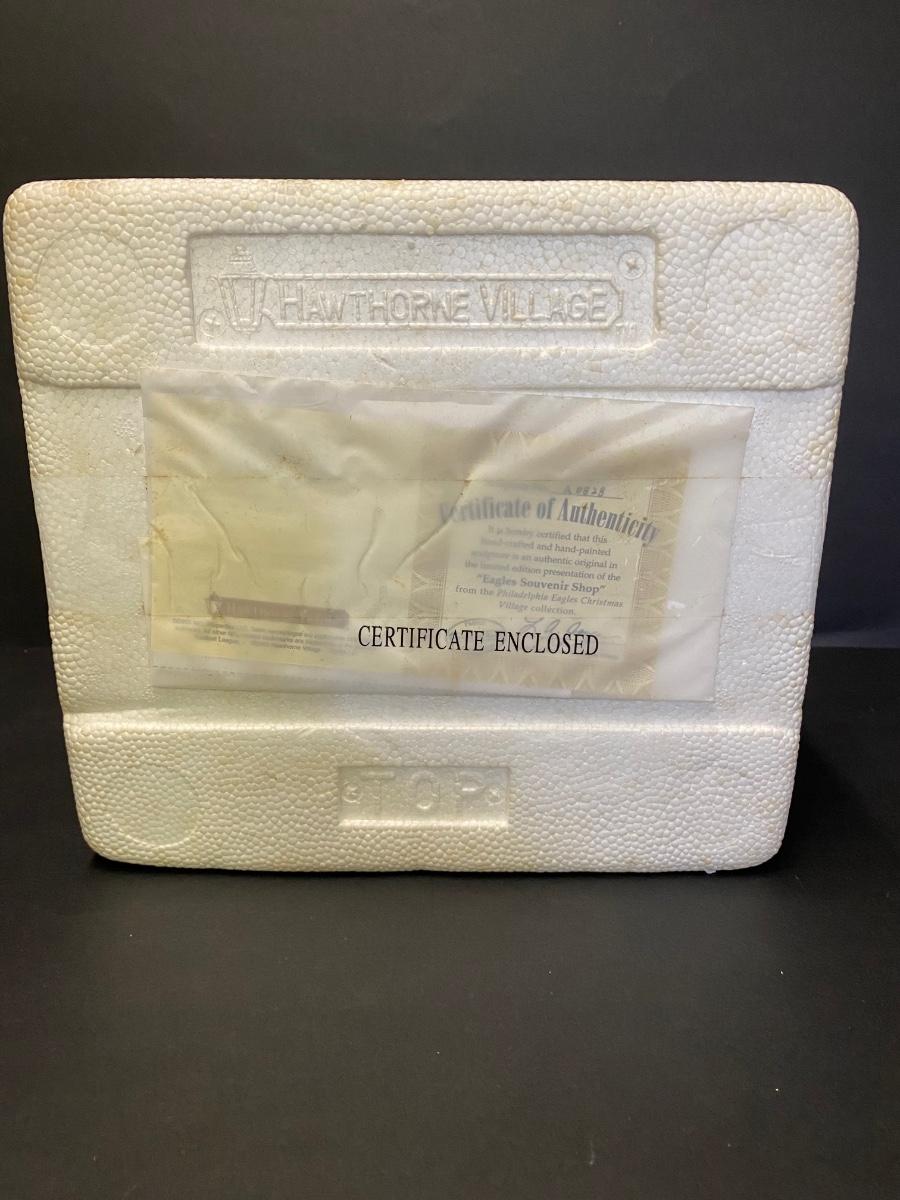 HAWTHORNE VILLAGE
A 0828
Certificate of Authenticity
It is hereby certified that this
hand-crafted and hand-painted
sculpture is an authentic original in
the limited edition presentation of the
"Eagles Souvenir Shop"
from the Philadelphia Eagles Christmas
Village collection.
CERTIFICATE ENCLOSED
TOP